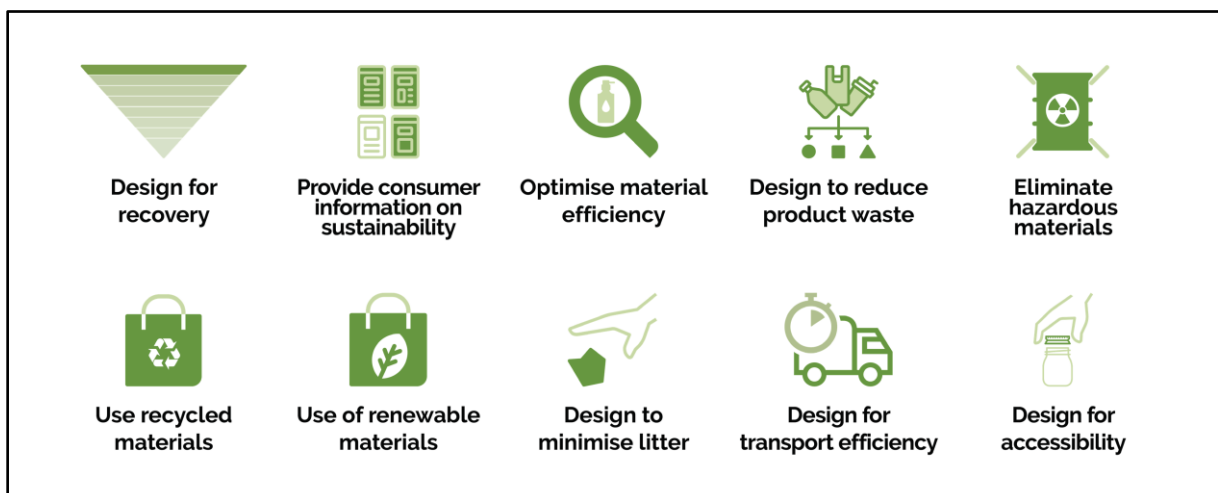 Design for
recovery
Provide consumer
information on
sustainability
Optimise material
efficiency
Design to reduce
product waste
Eliminate
hazardous
materials
Use recycled
materials
Use of renewable
materials
Design to
minimise litter
Design for
transport efficiency
Design for
accessibility